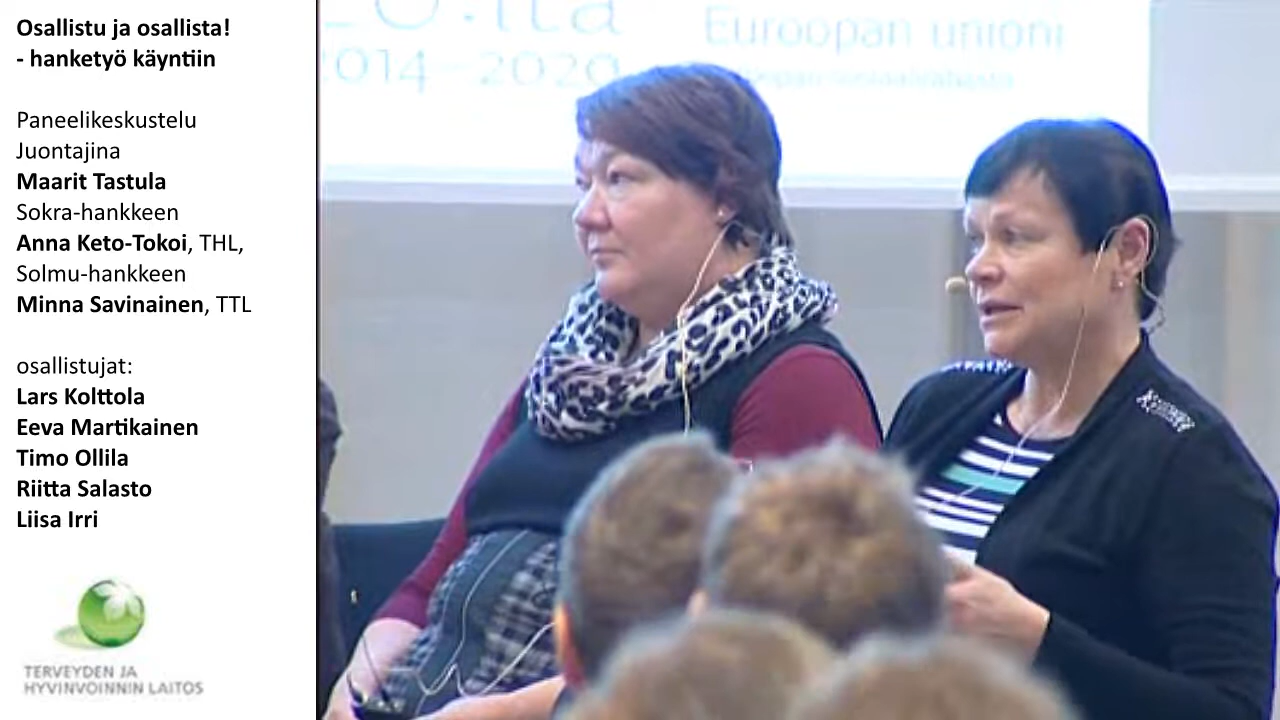 Osallistu ja osallista!
- hanketyö käyntiin
Paneelikeskustelu
Juontajina
Maarit Tastula
Sokra-hankkeen
Anna Keto-Tokoi, THL,
Solmu-hankkeen
Minna Savinainen, TTL
osallistujat:
Lars Kolttola
Eeva Martikainen
Timo Ollila
Riitta Salasto
Liisa Irri
TERVEYDEN JA
HYVINVOINNIN LAITOS
Euroopan unioni
2014–2020